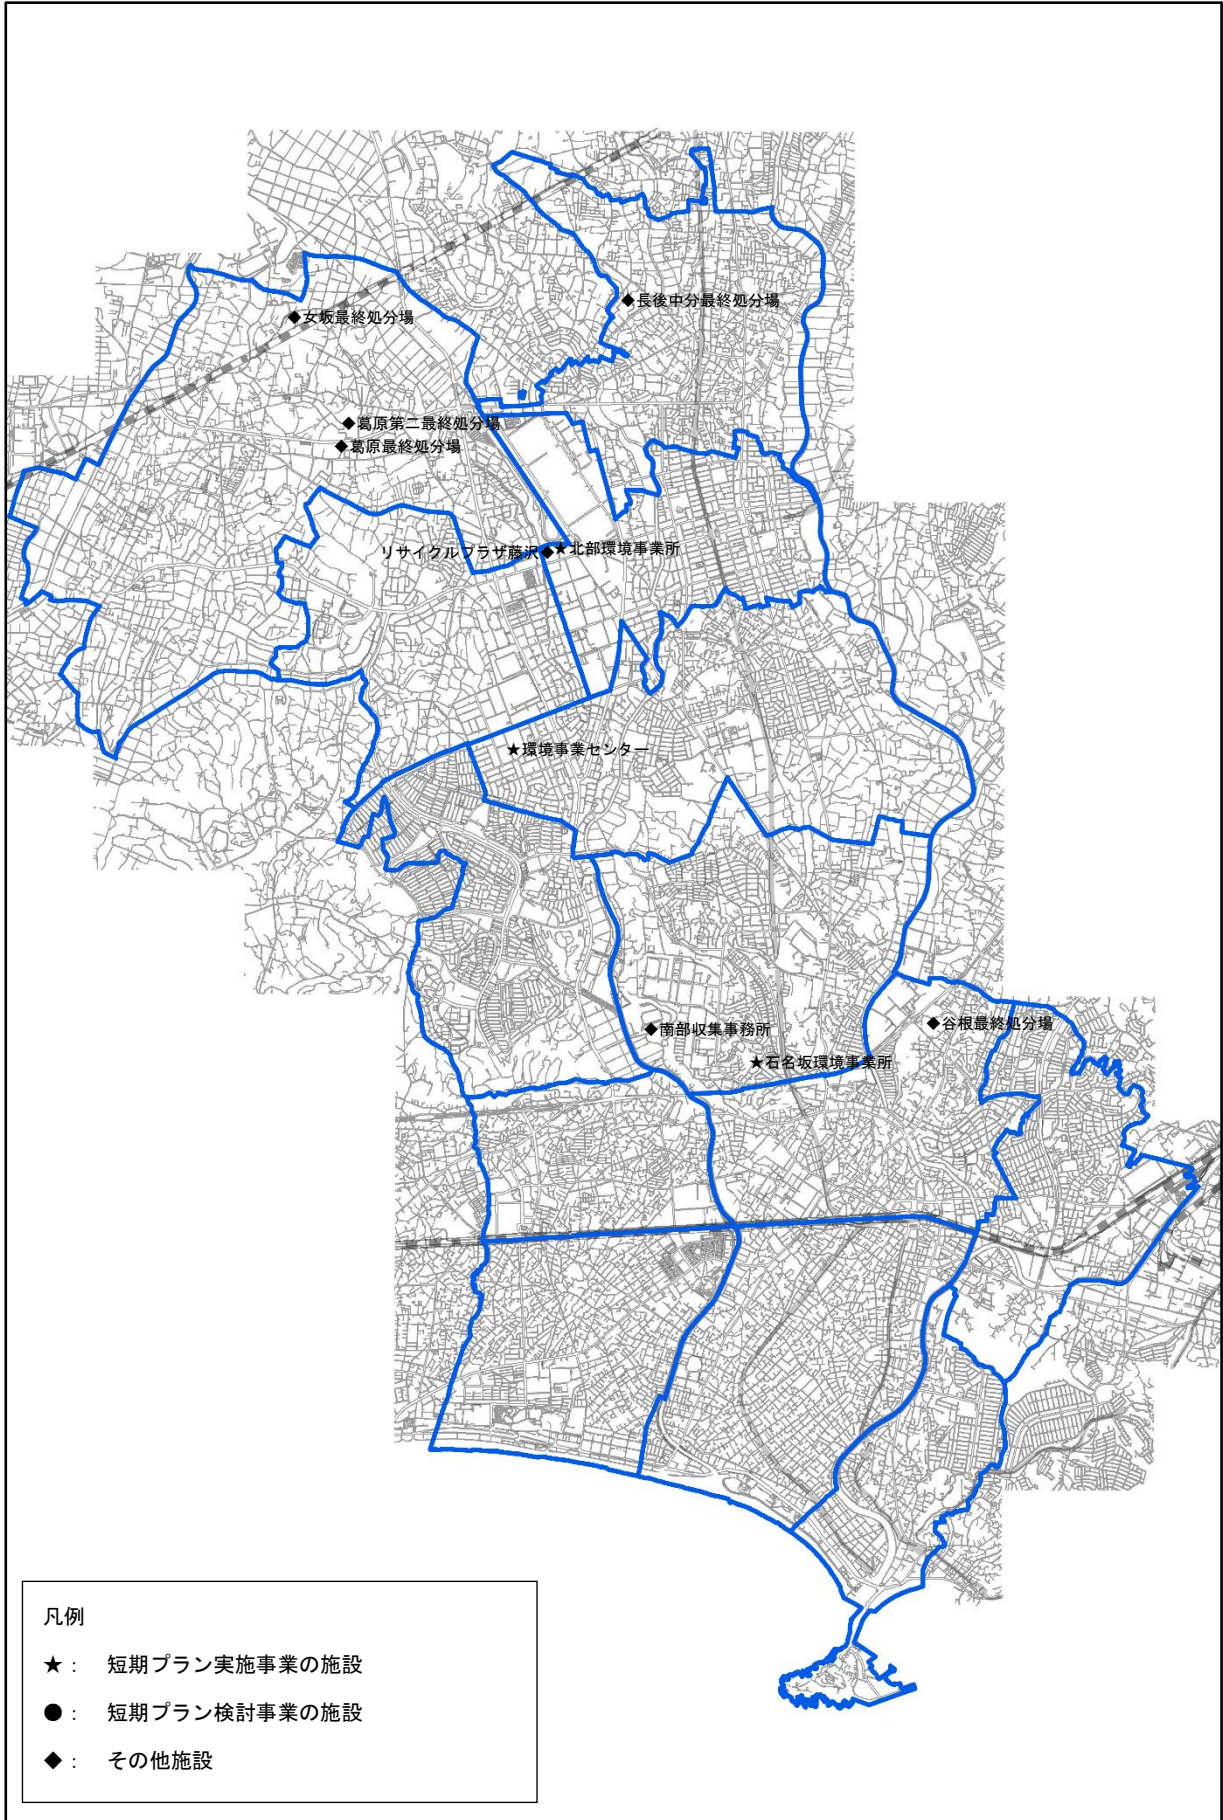 ◆長後中分最終処分場
◆女坂最終処分場
◆葛原第二最終処分場
◆葛原最終処分場
リサイクルプラザ藤沢◆★北部環境事業所
★環境事業センター
◆南部収集事務所
◆谷根最終処分場
★石名坂環境事業所
凡例
★： 短期プラン実施事業の施設
●： 短期プラン検討事業の施設
◆： その他施設